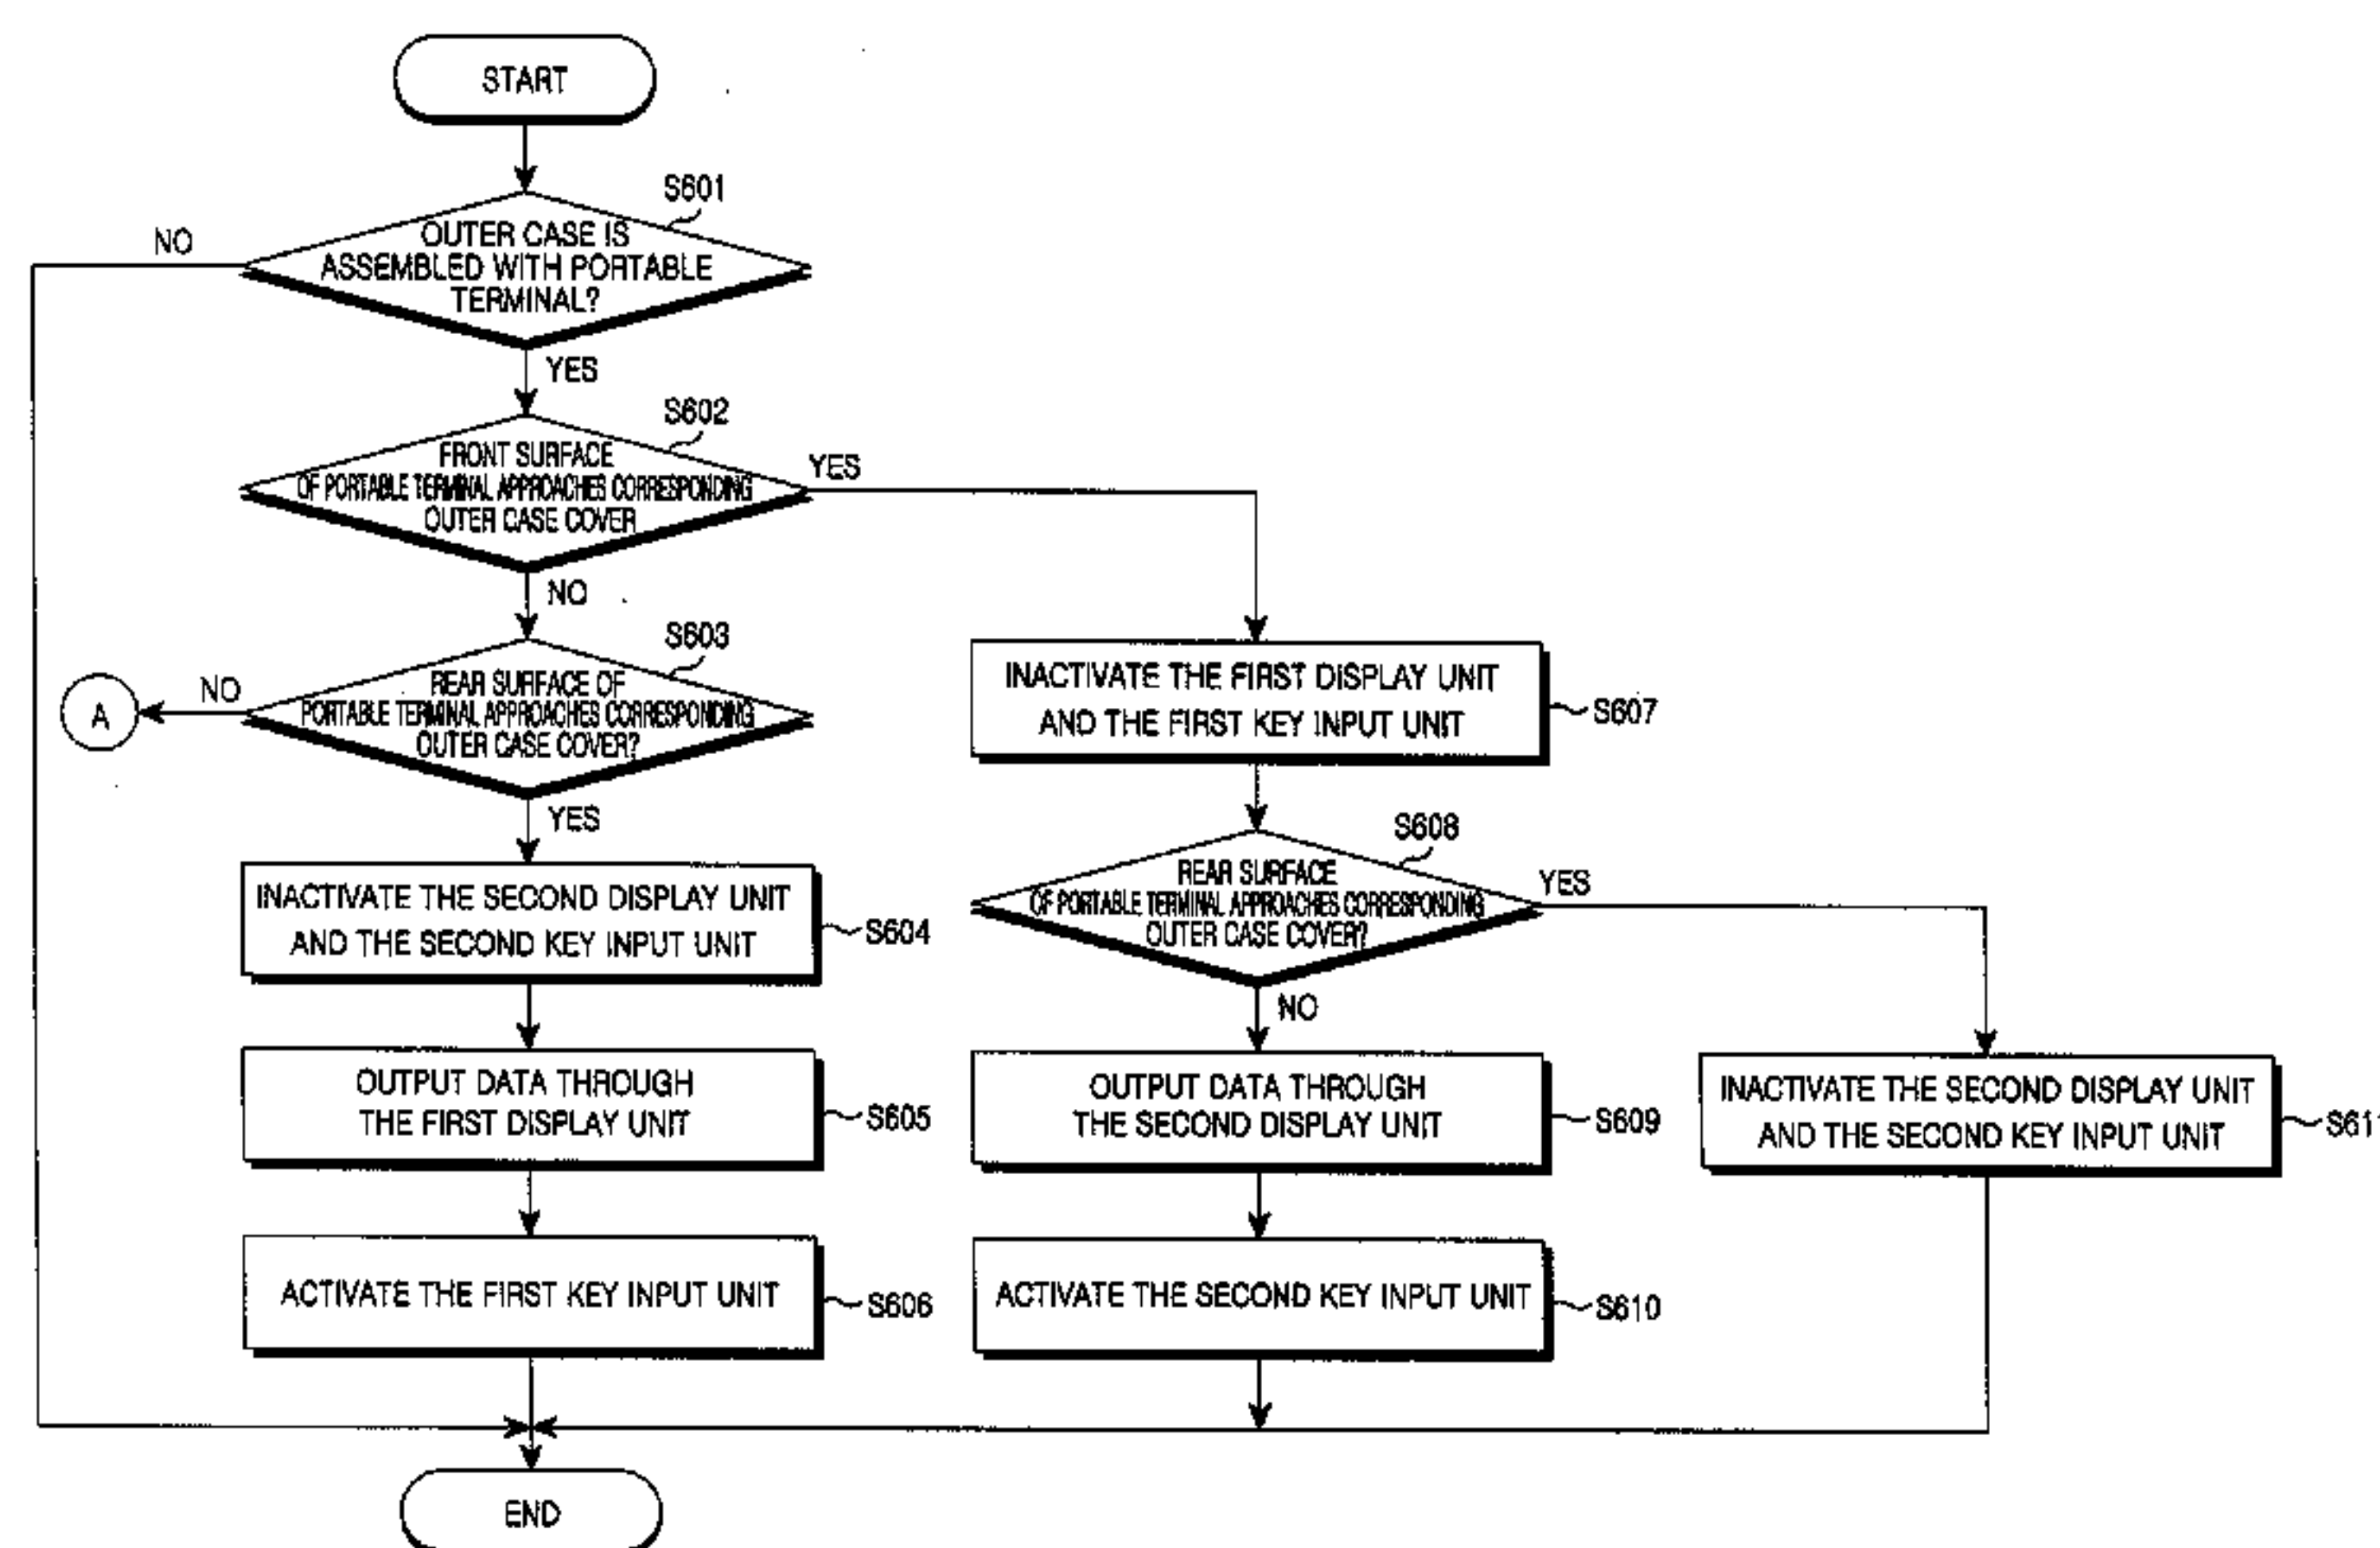 START
S601
OUTER CASE IS
ASSEMBLED WITH PORTABLE
TERMINAL?
NO
YES
S602
FRONT SURFACE
OF PORTABLE TERMINAL APPROACHES CORRESPONDING
OUTER CASE COVER
YES
NO
S603
REAR SURFACE OF
PORTABLE TERMINAL APPROACHES CORRESPONDING
OUTER CASE COVER?
NO
A
YES
INACTIVATE THE SECOND DISPLAY UNIT
AND THE SECOND KEY INPUT UNIT
S604
OUTPUT DATA THROUGH
THE FIRST DISPLAY UNIT
S605
ACTIVATE THE FIRST KEY INPUT UNIT
S606
INACTIVATE THE FIRST DISPLAY UNIT
AND THE FIRST KEY INPUT UNIT
S607
S608
REAR SURFACE
OF PORTABLE TERMINAL APPROACHES CORRESPONDING
OUTER CASE COVER?
YES
NO
OUTPUT DATA THROUGH
THE SECOND DISPLAY UNIT
S609
ACTIVATE THE SECOND KEY INPUT UNIT
S610
INACTIVATE THE SECOND DISPLAY UNIT
AND THE SECOND KEY INPUT UNIT
S611
END